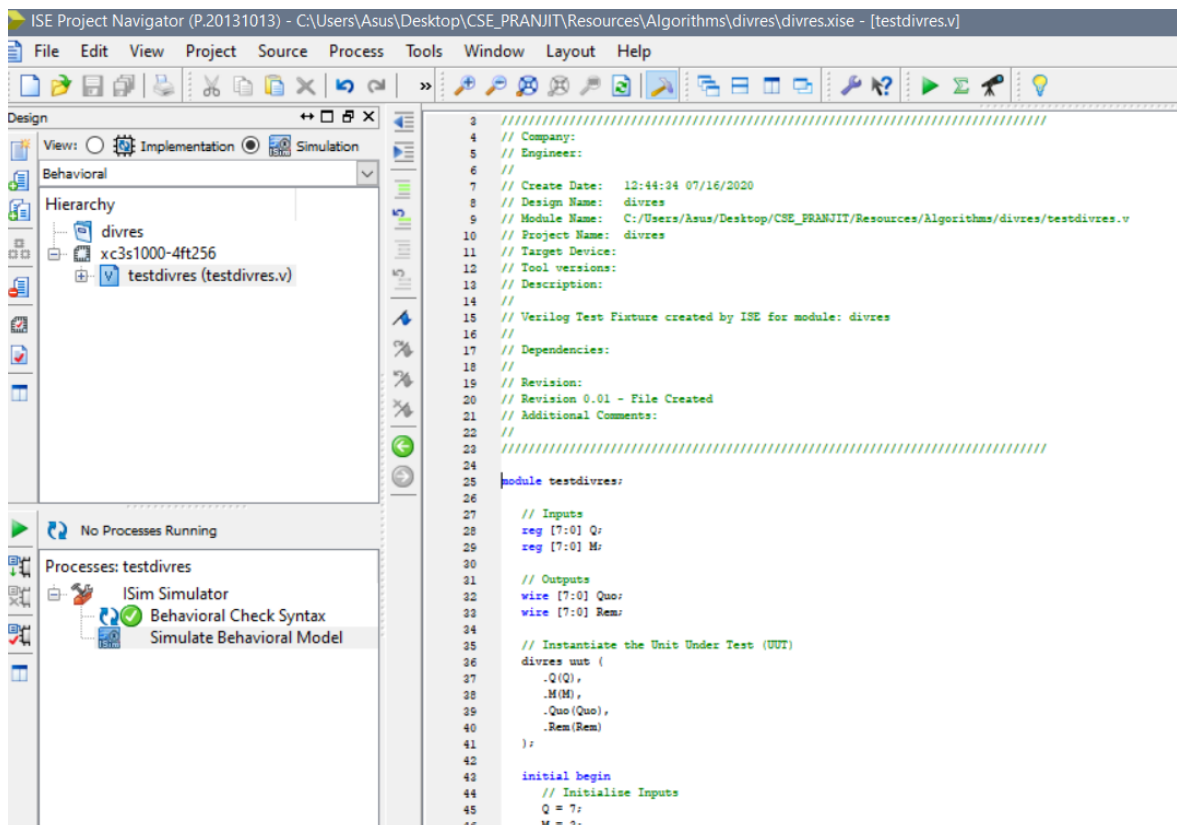 ISE Project Navigator (P.20131013) - C:\Users\Asus\Desktop\CSE_PRANJIT\Resources\Algorithms\divres\divres.xise - [testdivres.v]
File Edit View Project Source Process Tools Window Layout Help
Design
View: Implementation Simulation
Behavioral
Hierarchy
divres
xc3s1000-4ft256
testdivres (testdivres.v)
No Processes Running
Processes: testdivres
ISim Simulator
Behavioral Check Syntax
Simulate Behavioral Model
3 ////////////////////////////////////////////////////////////////////////////////
4 // Company:
5 // Engineer:
6 //
7 // Create Date: 12:44:34 07/16/2020
8 // Design Name: divres
9 // Module Name: C:/Users/Asus/Desktop/CSE_PRANJIT/Resources/Algorithms/divres/testdivres.v
10 // Project Name: divres
11 // Target Device:
12 // Tool versions:
13 // Description:
14 //
15 // Verilog Test Fixture created by ISE for module: divres
16 //
17 // Dependencies:
18 //
19 // Revision:
20 // Revision 0.01 - File Created
21 // Additional Comments:
22 //
23 ////////////////////////////////////////////////////////////////////////////////
24
25 module testdivres;
26
27 // Inputs
28 reg [7:0] Q;
29 reg [7:0] M;
30
31 // Outputs
32 wire [7:0] Quo;
33 wire [7:0] Rem;
34
35 // Instantiate the Unit Under Test (UUT)
36 divres uut (
37 .Q(Q),
38 .M(M),
39 .Quo(Quo),
40 .Rem(Rem)
41 );
42
43 initial begin
44 // Initialize Inputs
45 Q = 7;